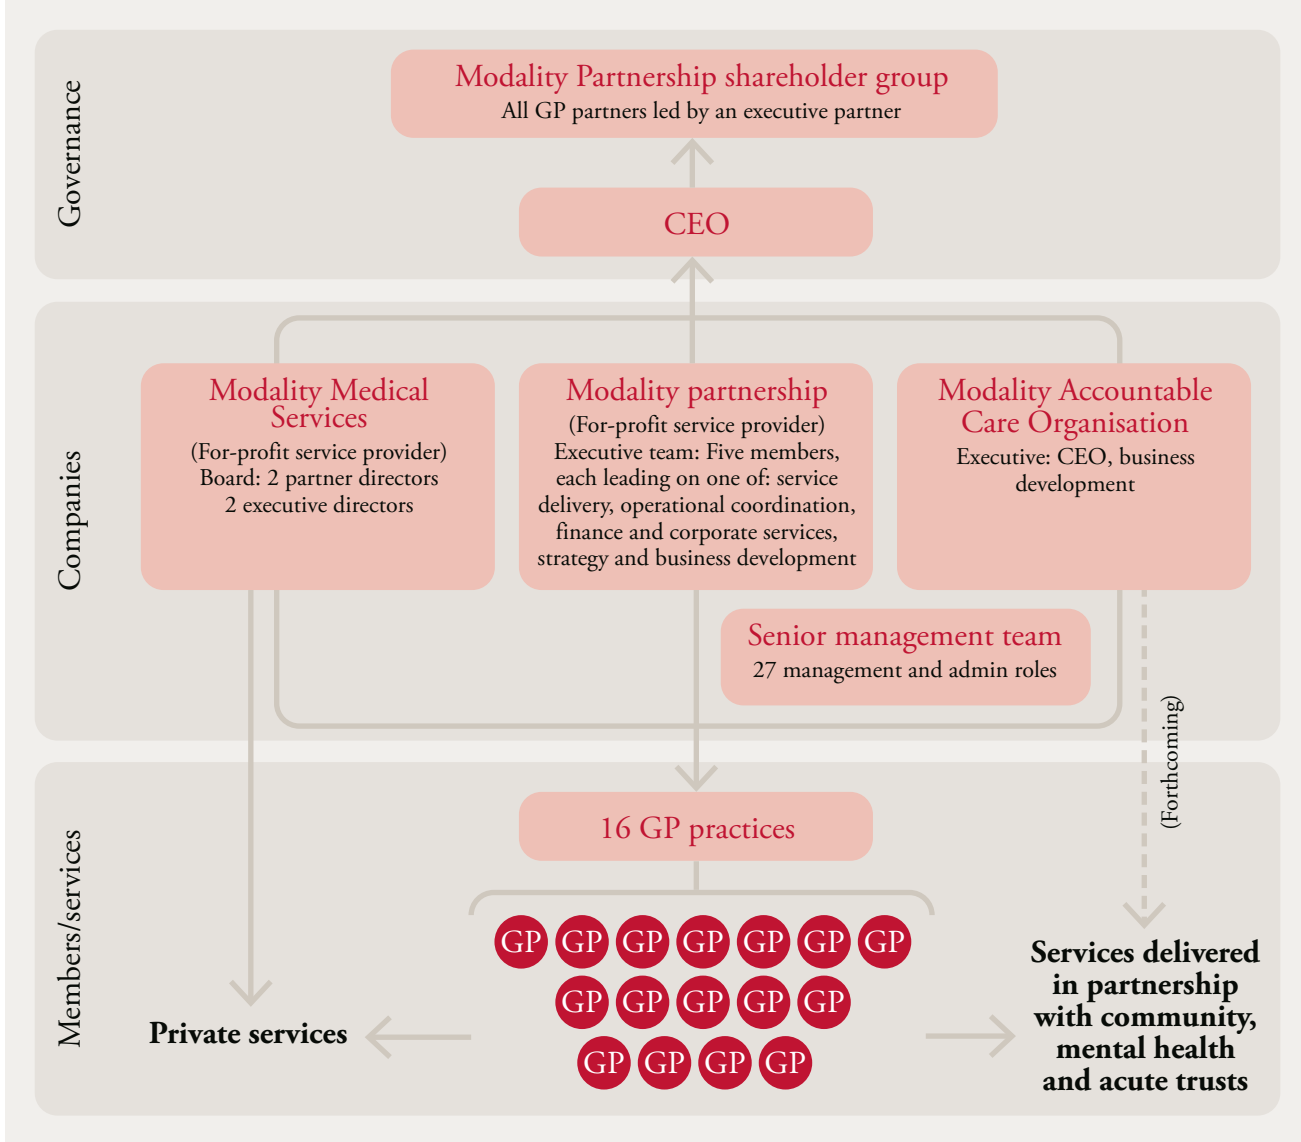 Governance
Modality Partnership shareholder group
All GP partners led by an executive partner
CEO
Companies
Modality Medical
Services
(For-profit service provider)
Board: 2 partner directors
2 executive directors
Modality partnership
(For-profit service provider)
Executive team: Five members,
each leading on one of: service
delivery, operational coordination,
finance and corporate services,
strategy and business development
Modality Accountable
Care Organisation
Executive: CEO, business
development
Senior management team
27 management and admin roles
(Forthcoming)
Members/services
16 GP practices
GP GP GP GP GP GP GP
GP GP GP GP GP
GP GP GP GP
Private services
Services delivered
in partnership
with community,
mental health
and acute trusts